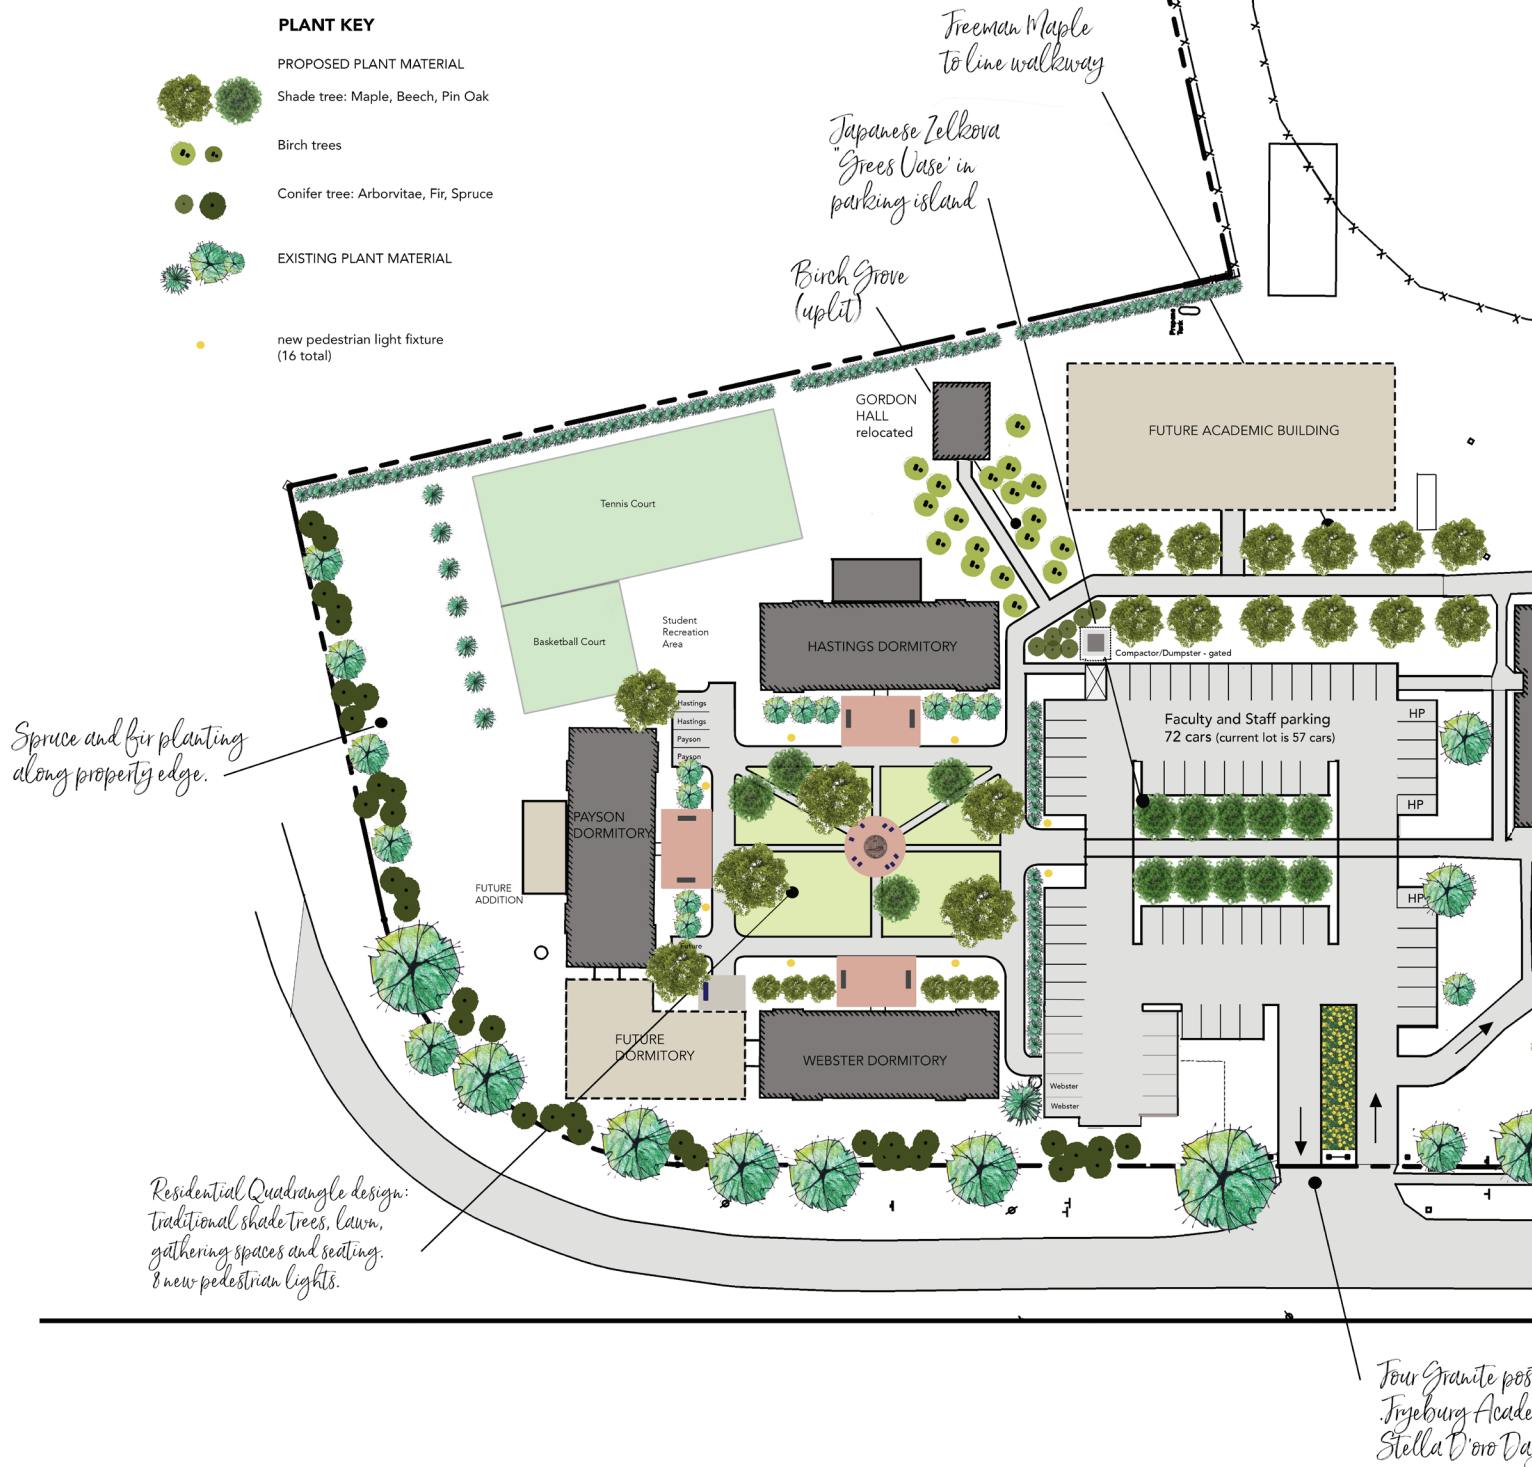 PLANT KEY
PROPOSED PLANT MATERIAL
Shade tree: Maple, Beech, Pin Oak
Birch trees
Conifer tree: Arborvitae, Fir, Spruce
EXISTING PLANT MATERIAL
new pedestrian light fixture
(16 total)
Freeman Maple
to line walkway
Japanese Zelkova
"Grees Vase' in
parking island
Birch Grove
(uplit)
Propane
Tank
GORDON
HALL
relocated
FUTURE ACADEMIC BUILDING
Tennis Court
Basketball Court
Student
Recreation
Area
HASTINGS DORMITORY
Compactor/Dumpster - gated
Hastings
Hastings
Payson
Payson
Faculty and Staff parking
72 cars (current lot is 57 cars)
HP
HP
HP
Spruce and fir planting
along property edge.
PAYSON
DORMITORY
FUTURE
ADDITION
Future
FUTURE
DORMITORY
WEBSTER DORMITORY
Webster
Webster
Residential Quadrangle design:
traditional shade trees, lawn,
gathering spaces and seating.
8 new pedestrian lights.
Four Granite pos
.Fryeburg Acade
Stella D'oro Da